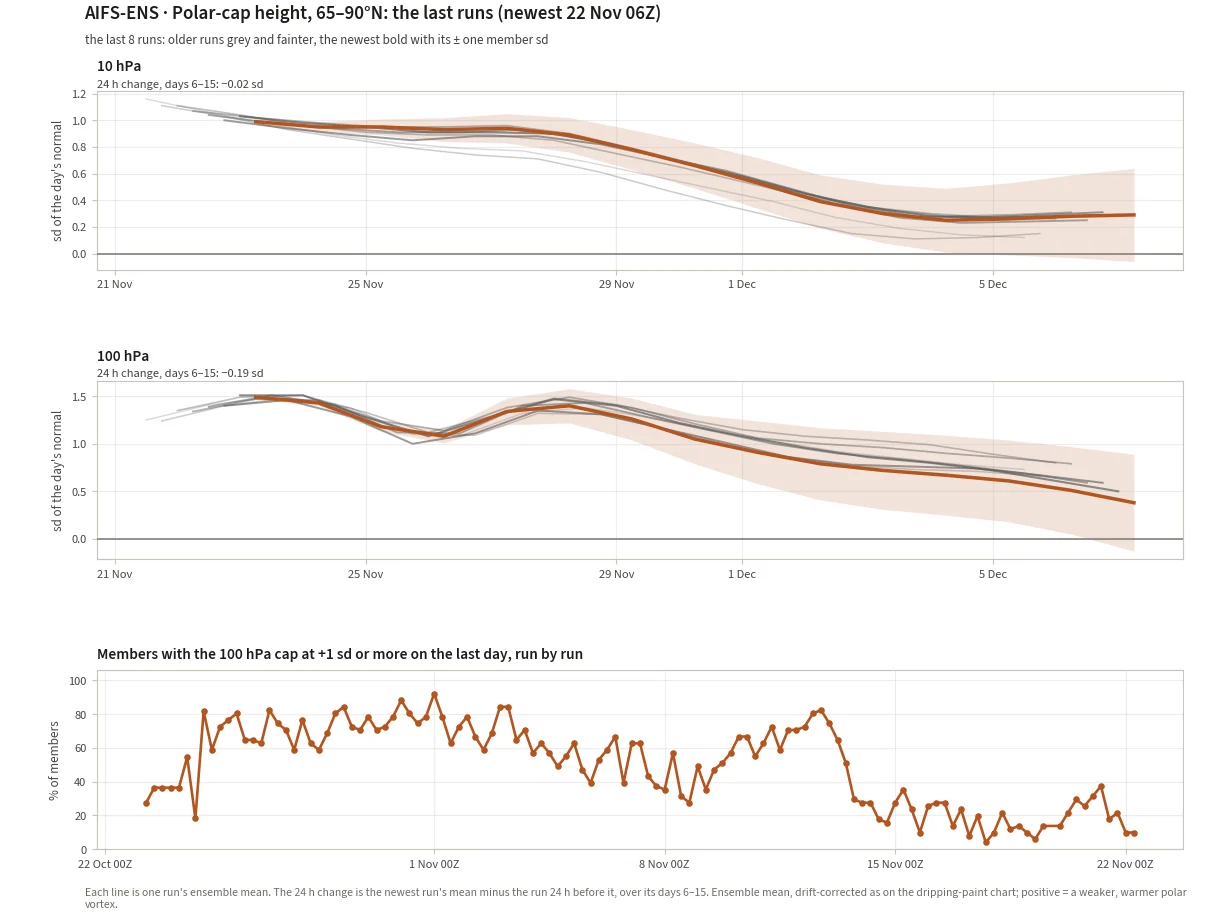 AIFS-ENS · Polar-cap height, 65–90°N: the last runs (newest 22 Nov 06Z)
the last 8 runs: older runs grey and fainter, the newest bold with its ± one member sd
10 hPa
24 h change, days 6–15: −0.02 sd
sd of the day's normal
1.2
1.0
0.8
0.6
0.4
0.2
0.0
21 Nov
25 Nov
29 Nov
1 Dec
5 Dec
100 hPa
24 h change, days 6–15: −0.19 sd
sd of the day's normal
1.5
1.0
0.5
0.0
21 Nov
25 Nov
29 Nov
1 Dec
5 Dec
Members with the 100 hPa cap at +1 sd or more on the last day, run by run
% of members
100
80
60
40
20
0
22 Oct 00Z
1 Nov 00Z
8 Nov 00Z
15 Nov 00Z
22 Nov 00Z
Each line is one run's ensemble mean. The 24 h change is the newest run's mean minus the run 24 h before it, over its days 6–15. Ensemble mean, drift-corrected as on the dripping-paint chart; positive = a weaker, warmer polar
vortex.